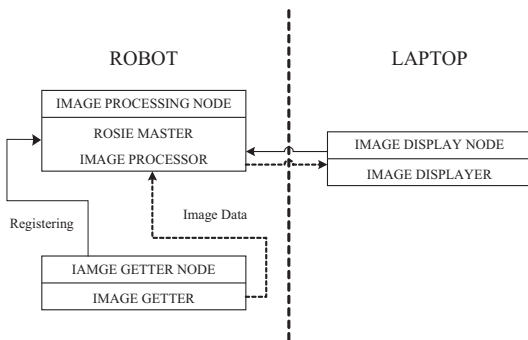 ROBOT
LAPTOP
IMAGE PROCESSING NODE
ROSIE MASTER
IMAGE PROCESSOR
IMAGE DISPLAY NODE
IMAGE DISPLAYER
Image Data
Registering
IAMGE GETTER NODE
IMAGE GETTER